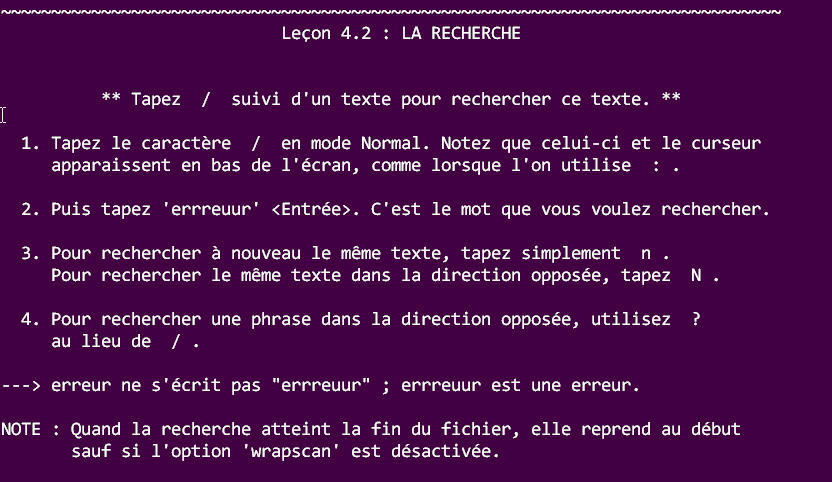 ~~~~~~~~~~~~~~~~~~~~~~~~~~~~~~~~~~~~~~~~~~~~~~~~~~~~~~~~~~~~~~~~~~~~~~~~~~~~~~
Leçon 4.2 : LA RECHERCHE
** Tapez / suivi d'un texte pour rechercher ce texte. **
1. Tapez le caractère / en mode Normal. Notez que celui-ci et le curseur
apparaissent en bas de l'écran, comme lorsque l'on utilise : .
2. Puis tapez 'errreuur' <Entrée>. C'est le mot que vous voulez rechercher.
3. Pour rechercher à nouveau le même texte, tapez simplement n .
Pour rechercher le même texte dans la direction opposée, tapez N .
4. Pour rechercher une phrase dans la direction opposée, utilisez ?
au lieu de / .
---> erreur ne s'écrit pas "errreuur" ; errreuur est une erreur.
NOTE : Quand la recherche atteint la fin du fichier, elle reprend au début
sauf si l'option 'wrapscan' est désactivée.